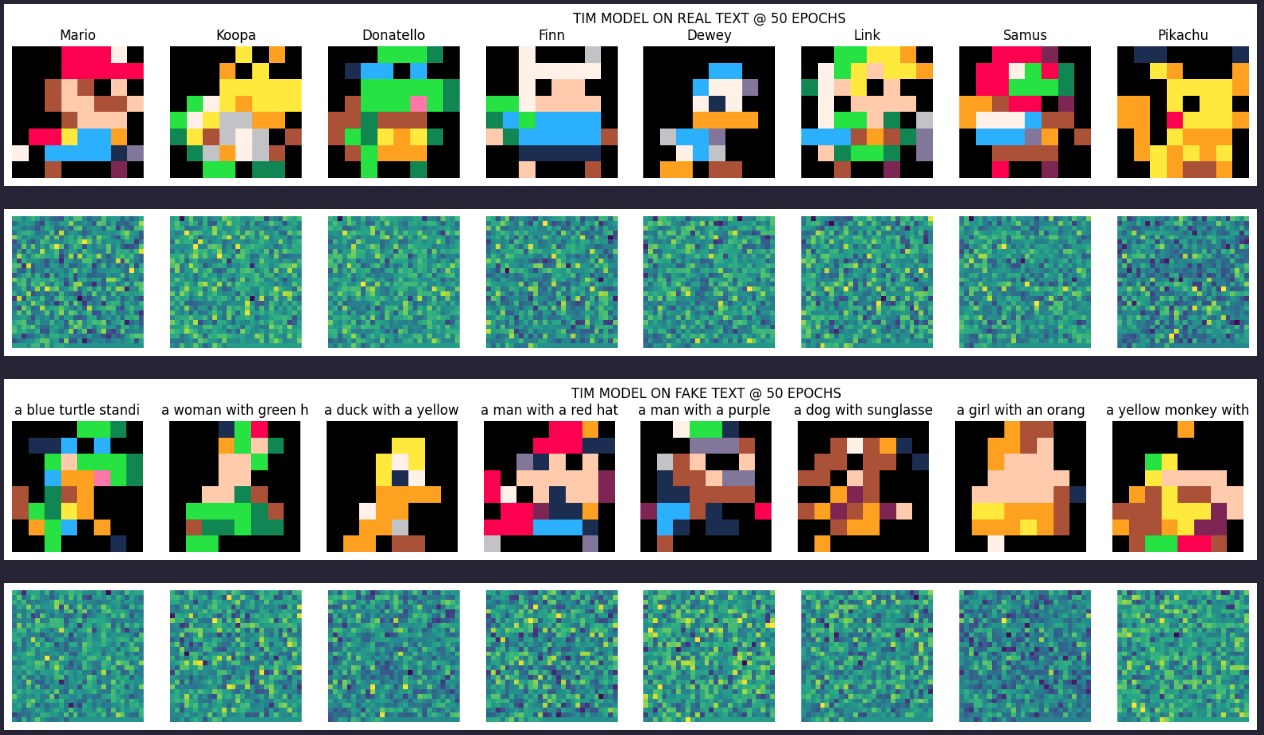 TIM MODEL ON REAL TEXT @ 50 EPOCHS
Mario Koopa Donatello Finn Dewey Link Samus Pikachu
TIM MODEL ON FAKE TEXT @ 50 EPOCHS
a blue turtle standi a woman with green h a duck with a yellow a man with a red hat a man with a purple a dog with sunglasse a girl with an orang a yellow monkey with